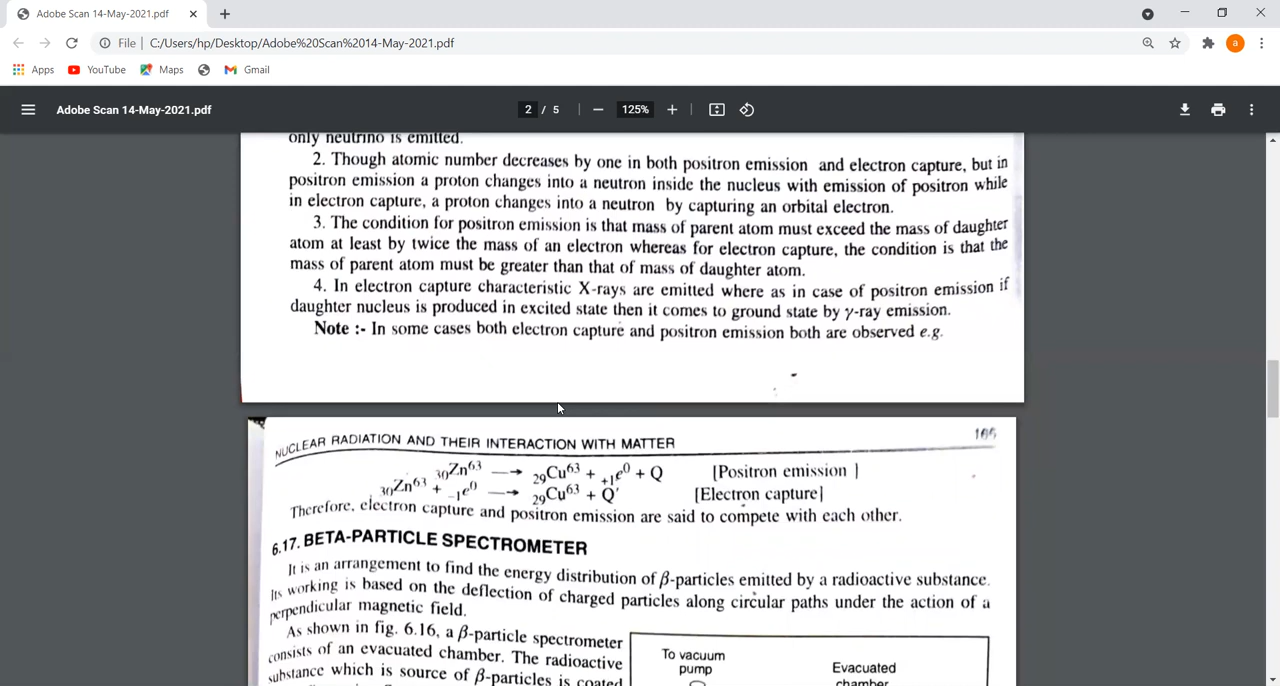 Adobe Scan 14-May-2021.pdf
File | C:/Users/hp/Desktop/Adobe%20Scan%2014-May-2021.pdf
a
Apps YouTube Maps Gmail
Adobe Scan 14-May-2021.pdf 2 / 5 125%
only neutrino is emitted.
2. Though atomic number decreases by one in both positron emission and electron capture, but in
positron emission a proton changes into a neutron inside the nucleus with emission of positron while
in electron capture, a proton changes into a neutron by capturing an orbital electron.
3. The condition for positron emission is that mass of parent atom must exceed the mass of daughter
atom at least by twice the mass of an electron whereas for electron capture, the condition is that the
mass of parent atom must be greater than that of mass of daughter atom.
4. In electron capture characteristic X-rays are emitted where as in case of positron emission if
daughter nucleus is produced in excited state then it comes to ground state by γ-ray emission.
Note :- In some cases both electron capture and positron emission both are observed e.g.
NUCLEAR RADIATION AND THEIR INTERACTION WITH MATTER
₃₀Zn⁶³ → ₂₉Cu⁶³ + ₊₁e⁰ + Q [Positron emission ]
₃₀Zn⁶³ + ₋₁e⁰ → ₂₉Cu⁶³ + Q′ [Electron capture]
Therefore, electron capture and positron emission are said to compete with each other.
6.17. BETA-PARTICLE SPECTROMETER
It is an arrangement to find the energy distribution of β-particles emitted by a radioactive substance.
Its working is based on the deflection of charged particles along circular paths under the action of a
perpendicular magnetic field.
As shown in fig. 6.16, a β-particle spectrometer
consists of an evacuated chamber. The radioactive
substance which is source of β-particles is coated
To vacuum
pump
Evacuated
chamber